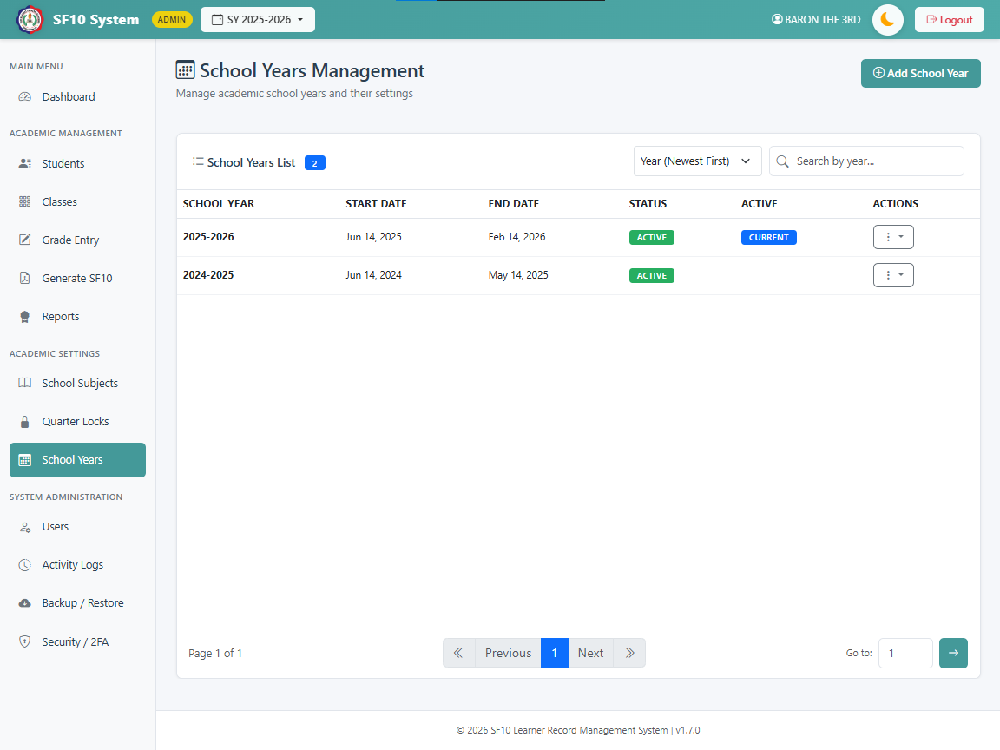 SF10 System ADMIN SY 2025-2026 BARON THE 3RD Logout
MAIN MENU
Dashboard
ACADEMIC MANAGEMENT
Students
Classes
Grade Entry
Generate SF10
Reports
ACADEMIC SETTINGS
School Subjects
Quarter Locks
School Years
SYSTEM ADMINISTRATION
Users
Activity Logs
Backup / Restore
Security / 2FA
School Years Management
Manage academic school years and their settings
Add School Year
School Years List 2 Year (Newest First) Search by year...
SCHOOL YEAR START DATE END DATE STATUS ACTIVE ACTIONS
2025-2026 Jun 14, 2025 Feb 14, 2026 ACTIVE CURRENT
2024-2025 Jun 14, 2024 May 14, 2025 ACTIVE
Page 1 of 1 « Previous 1 Next » Go to: 1 →
© 2026 SF10 Learner Record Management System | v1.7.0